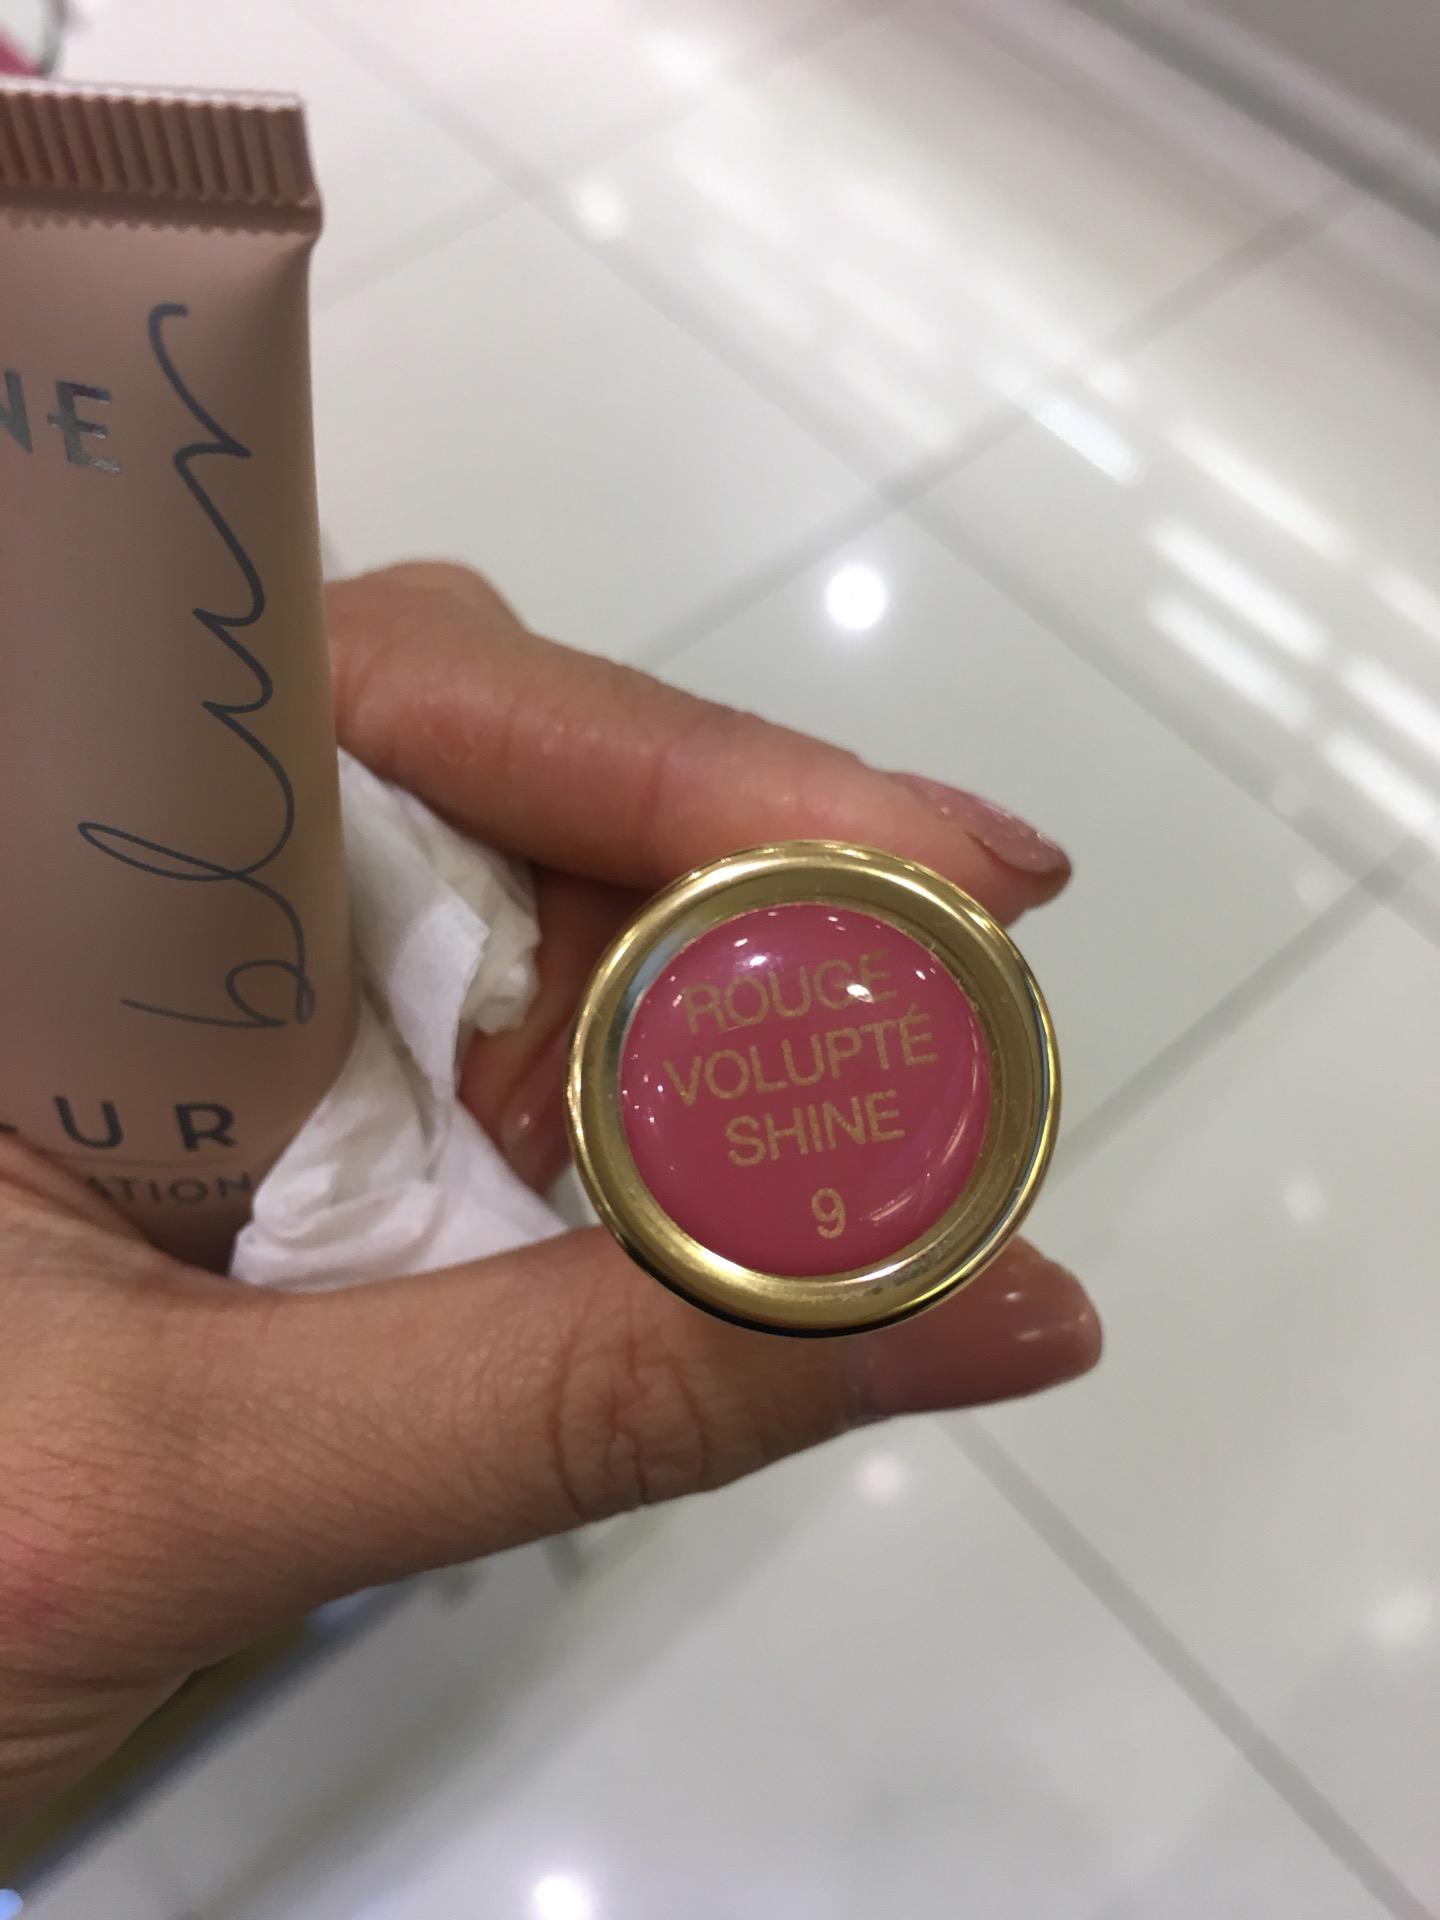 NE
blur
UR
ATION
ROUGE
VOLUPTÉ
SHINE
9